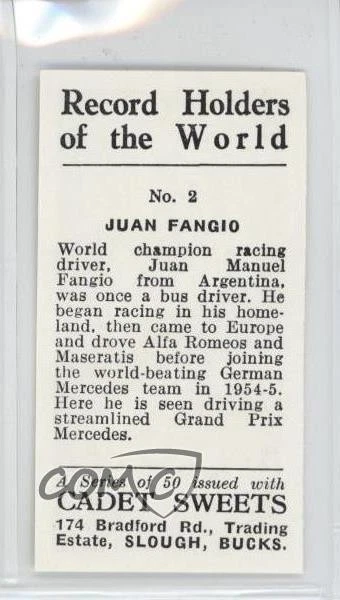 Record Holders
of the World
No. 2
JUAN FANGIO
World champion racing
driver, Juan Manuel
Fangio from Argentina,
was once a bus driver. He
began racing in his home-
land, then came to Europe
and drove Alfa Romeos and
Maseratis before joining
the world-beating German
Mercedes team in 1954-5.
Here he is seen driving a
streamlined Grand Prix
Mercedes.
A Series of 50 issued with
CADET SWEETS
174 Bradford Rd., Trading
Estate, SLOUGH, BUCKS.
COMC